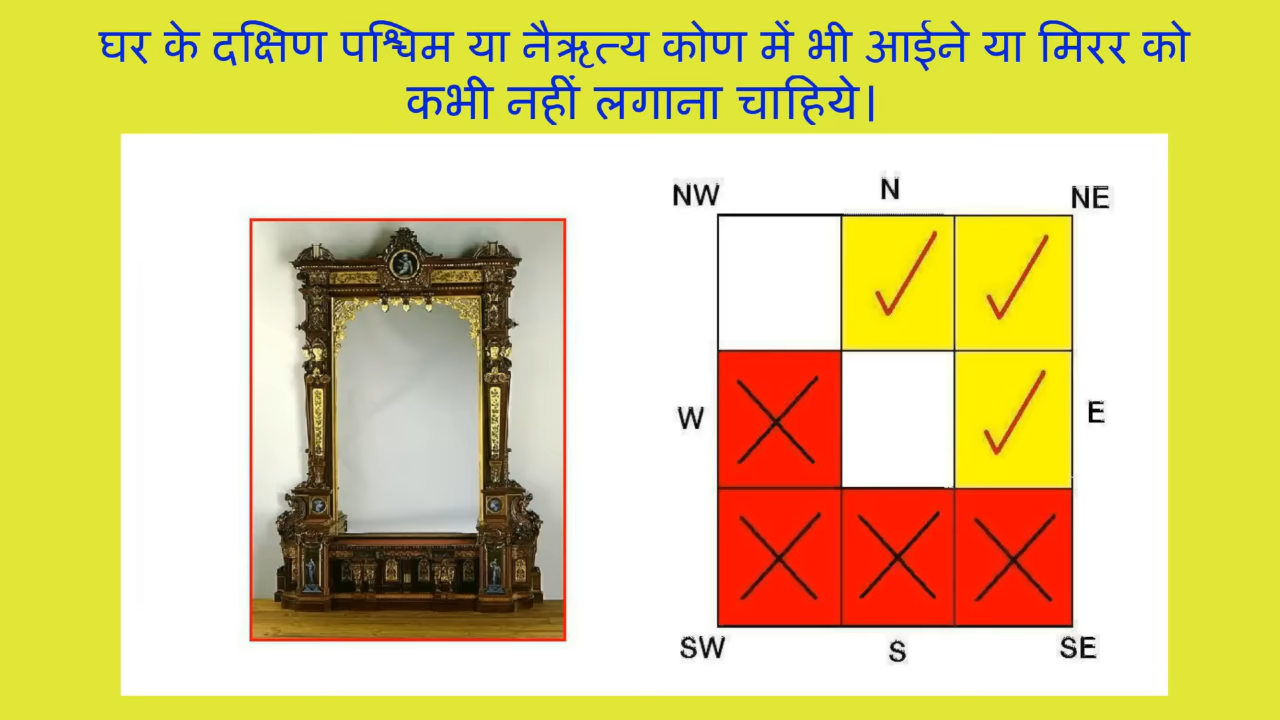 घर के दक्षिण पश्चिम या नैऋत्य कोण में भी आईने या मिरर को
कभी नहीं लगाना चाहिये।
NW N NE
W E
SW S SE